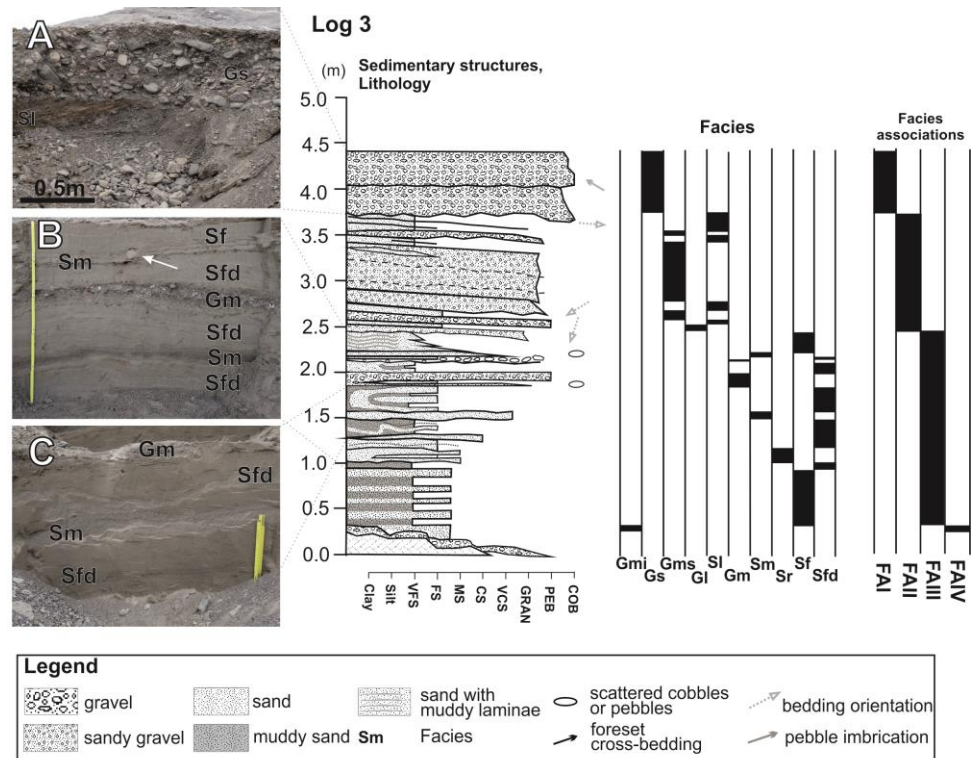 Log 3
A
Gs
Sl
0.5m
B
Sf
Sm
Sfd
Gm
Sfd
Sm
Sfd
C
Gm
Sfd
Sm
Sfd
(m) Sedimentary structures,
Lithology
5.0
4.5
4.0
3.5
3.0
2.5
2.0
1.5
1.0
0.5
0.0
Clay
Silt
VFS
FS
MS
CS
VCS
GRAN
PEB
COB
Facies
Gmi
Gs
Gms
Gl
Sl
Gm
Sm
Sr
Sf
Sfd
Facies
associations
FAI
FAII
FAIII
FAIV
Legend
gravel
sandy gravel
sand
muddy sand
sand with
muddy laminae
Sm Facies
scattered cobbles
or pebbles
foreset
cross-bedding
bedding orientation
pebble imbrication